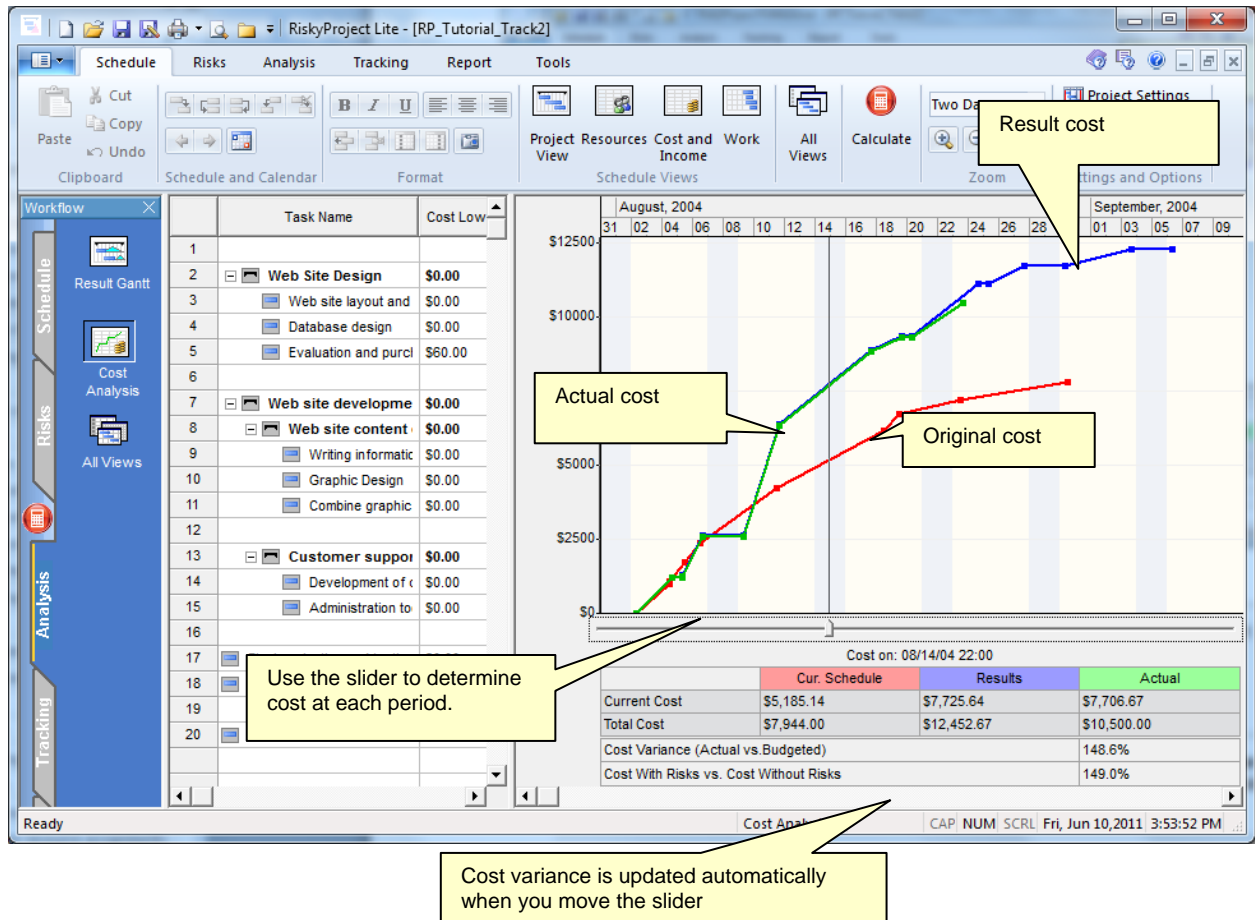 RiskyProject Lite - [RP_Tutorial_Track2]
Schedule Risks Analysis Tracking Report Tools
Paste
Cut
Copy
Undo
Clipboard
Schedule and Calendar
B I U
Format
Project View
Resources
Cost and Income
Work
All Views
Schedule Views
Calculate
Two Da
Zoom
Project Settings
ttings and Options
Result cost
Workflow
Schedule
Risks
Analysis
Tracking
Result Gantt
Cost Analysis
All Views
Task Name Cost Low
1
2 Web Site Design $0.00
3 Web site layout and $0.00
4 Database design $0.00
5 Evaluation and purcl $60.00
6
7 Web site developme $0.00
8 Web site content $0.00
9 Writing informatic $0.00
10 Graphic Design $0.00
11 Combine graphic $0.00
12
13 Customer suppor $0.00
14 Development of $0.00
15 Administration to $0.00
16
17
18
19
20
August, 2004 September, 2004
31 02 04 06 08 10 12 14 16 18 20 22 24 26 28 01 03 05 07 09
$12500
$10000
$5000
$2500
$0
Actual cost
Original cost
Use the slider to determine
cost at each period.
Cost on: 08/14/04 22:00
Cur. Schedule Results Actual
Current Cost $5,185.14 $7,725.64 $7,706.67
Total Cost $7,944.00 $12,452.67 $10,500.00
Cost Variance (Actual vs.Budgeted) 148.6%
Cost With Risks vs. Cost Without Risks 149.0%
Ready
Cost Anal
CAP NUM SCRL Fri, Jun 10,2011 3:53:52 PM
Cost variance is updated automatically
when you move the slider